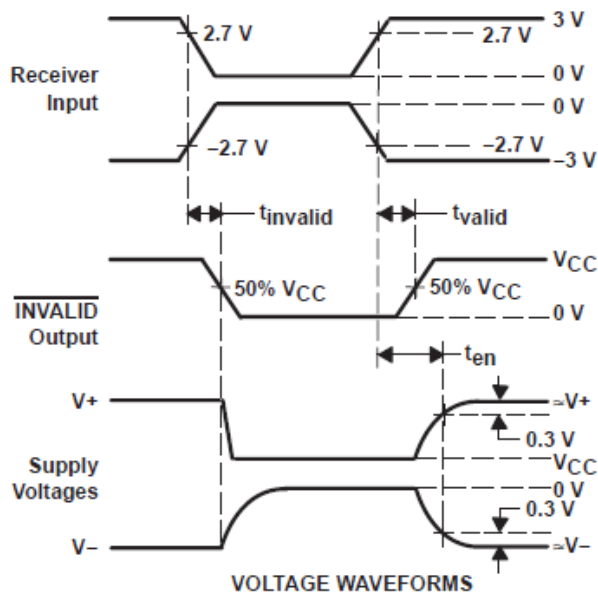 3 V
2.7 V
2.7 V
Receiver
Input
0 V
0 V
–2.7 V
–2.7 V
–3 V
tinvalid
tvalid
VCC
50% VCC
50% VCC
INVALID
Output
0 V
ten
V+
≈V+
0.3 V
Supply
Voltages
VCC
0 V
0.3 V
V–
≈V–
VOLTAGE WAVEFORMS